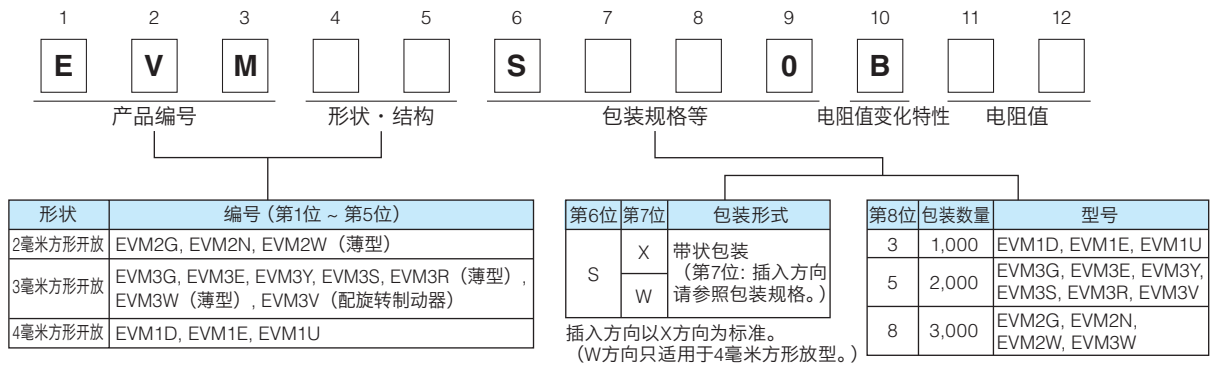 1 2 3 4 5 6 7 8 9 10 11 12
E V M S 0 B
产品编号 形状・结构 包装规格等 电阻值变化特性 电阻值
形状 编号（第1位 ~ 第5位）
2毫米方形开放 EVM2G, EVM2N, EVM2W（薄型）
3毫米方形开放 EVM3G, EVM3E, EVM3Y, EVM3S, EVM3R（薄型）,
EVM3W（薄型）, EVM3V（配旋转制动器）
4毫米方形开放 EVM1D, EVM1E, EVM1U
第6位 第7位 包装形式
S X W 带状包装
（第7位: 插入方向
请参照包装规格。）
插入方向以X方向为标准。
（W方向只适用于4毫米方形放型。）
第8位 包装数量 型号
3 1,000 EVM1D, EVM1E, EVM1U
5 2,000 EVM3G, EVM3E, EVM3Y,
EVM3S, EVM3R, EVM3V
8 3,000 EVM2G, EVM2N,
EVM2W, EVM3W